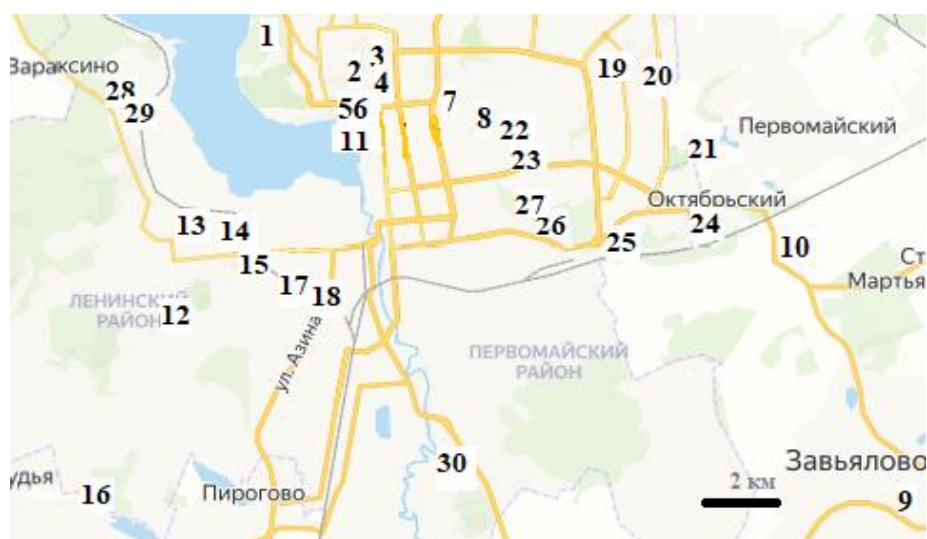 1
3
Зараксино
2
19
20
4
28
7
29
56
8
22
11
Первомайский
21
23
Октябрьский
27
13
14
26
24
25
10
15
Ст
Мартья
17
18
ЛЕНИНСКИЙ
РАЙОН
12
ул. Азина
ПЕРВОМАЙСКИЙ
РАЙОН
30
Завьялово
удья
2 км
16
Пирогово
9